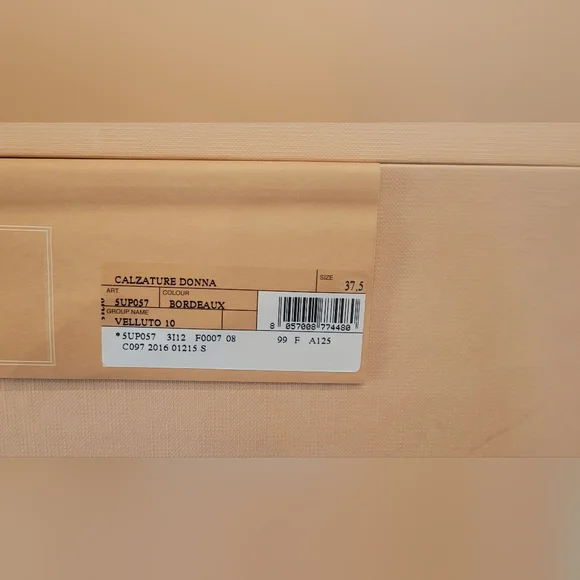 CALZATURE DONNA
SIZE
37,5
ART.
COLOUR
5UP057
BORDEAUX
GROUP NAME
VELLUTO 10
8 057008 774480
*5UP057 3I12 F0007 08 99 F A125
C097 2016 01215 S